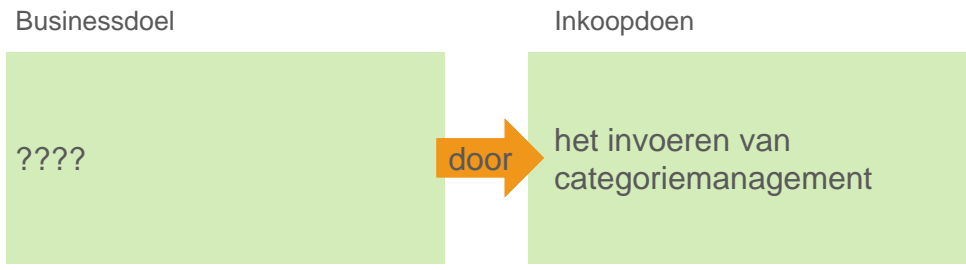 Businessdoel
Inkoopdoen
????
door
het invoeren van
categoriemanagement